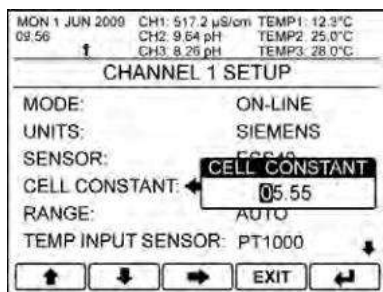 MON 1 JUN 2009 CH1: 517.2 µS/cm TEMP1: 12.3°C
09:56 CH2: 9.64 pH TEMP2: 25.0°C
CH3: 8.26 pH TEMP3: 28.0°C
CHANNEL 1 SETUP
MODE: ON-LINE
UNITS: SIEMENS
SENSOR:
CELL CONSTANT
CELL CONSTANT: 05.55
RANGE: AUTO
TEMP INPUT SENSOR: PT1000
EXIT